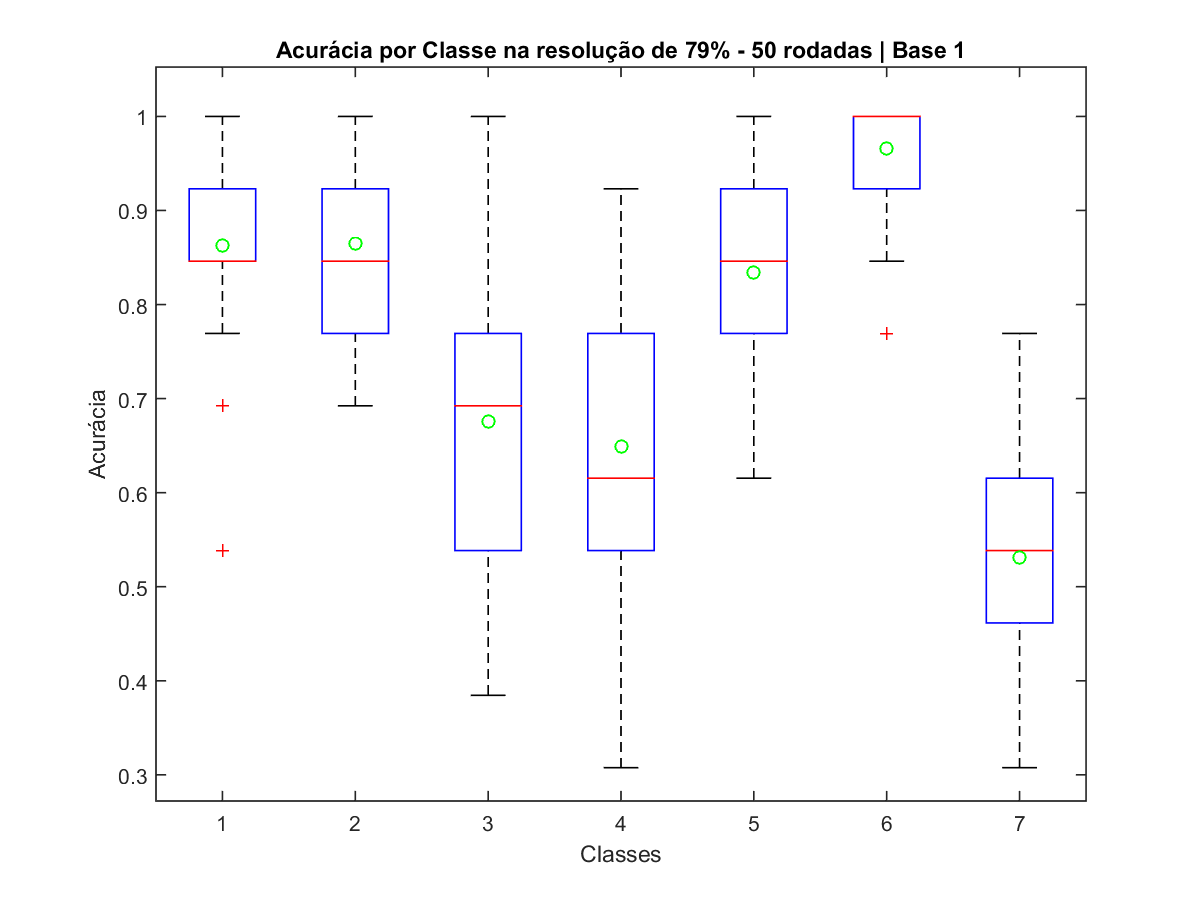 Acurácia por Classe na resolução de 79% - 50 rodadas | Base 1
1
0.9
0.8
0.7
0.6
0.5
0.4
0.3
Acurácia
1 2 3 4 5 6 7
Classes